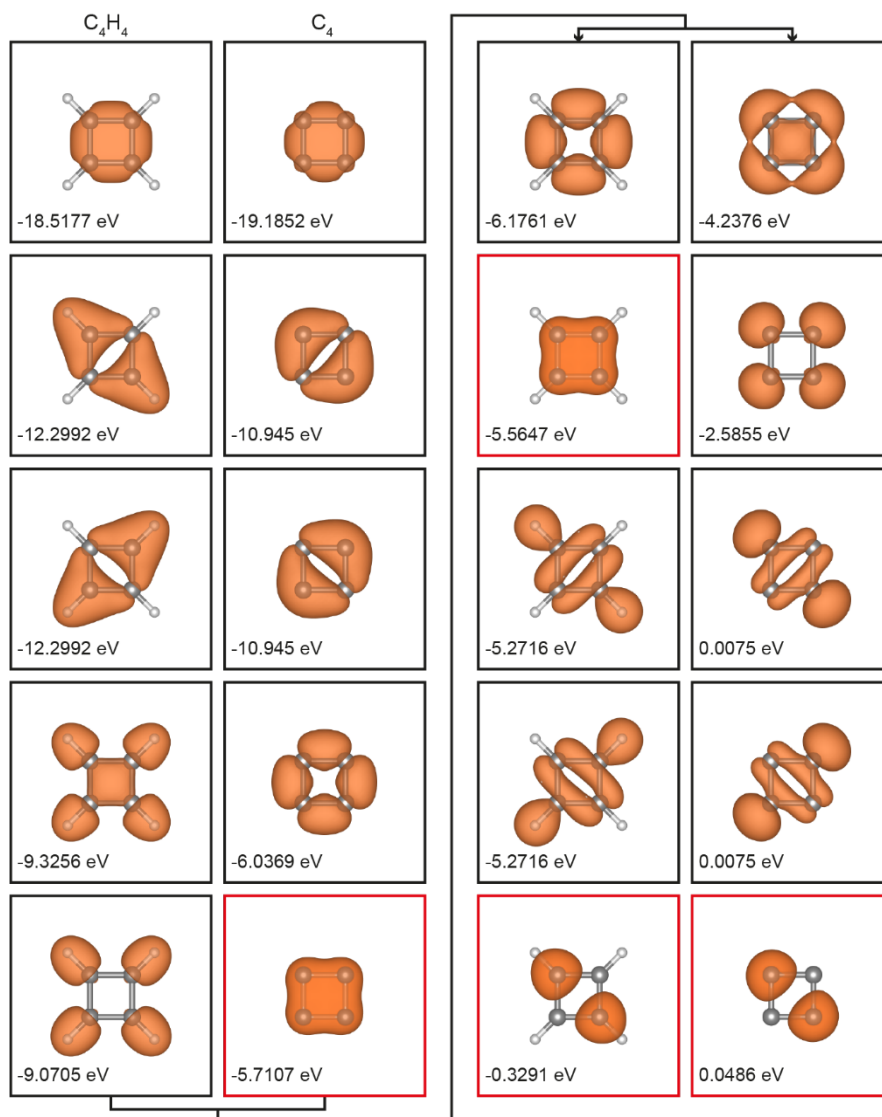 C₄H₄
C₄
-18.5177 eV
-19.1852 eV
-6.1761 eV
-4.2376 eV
-12.2992 eV
-10.945 eV
-5.5647 eV
-2.5855 eV
-12.2992 eV
-10.945 eV
-5.2716 eV
0.0075 eV
-9.3256 eV
-6.0369 eV
-5.2716 eV
0.0075 eV
-9.0705 eV
-5.7107 eV
-0.3291 eV
0.0486 eV